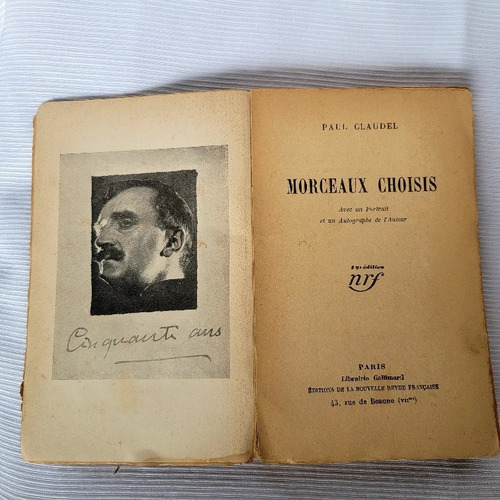 Cinquante ans
PAUL CLAUDEL
MORCEAUX CHOISIS
Avec un Portrait
et un Autographe de l'Auteur
édition
nrf
PARIS
Librairie Gallimard
ÉDITIONS DE LA NOUVELLE REVUE FRANÇAISE
43, rue de Beaune (VIIme)